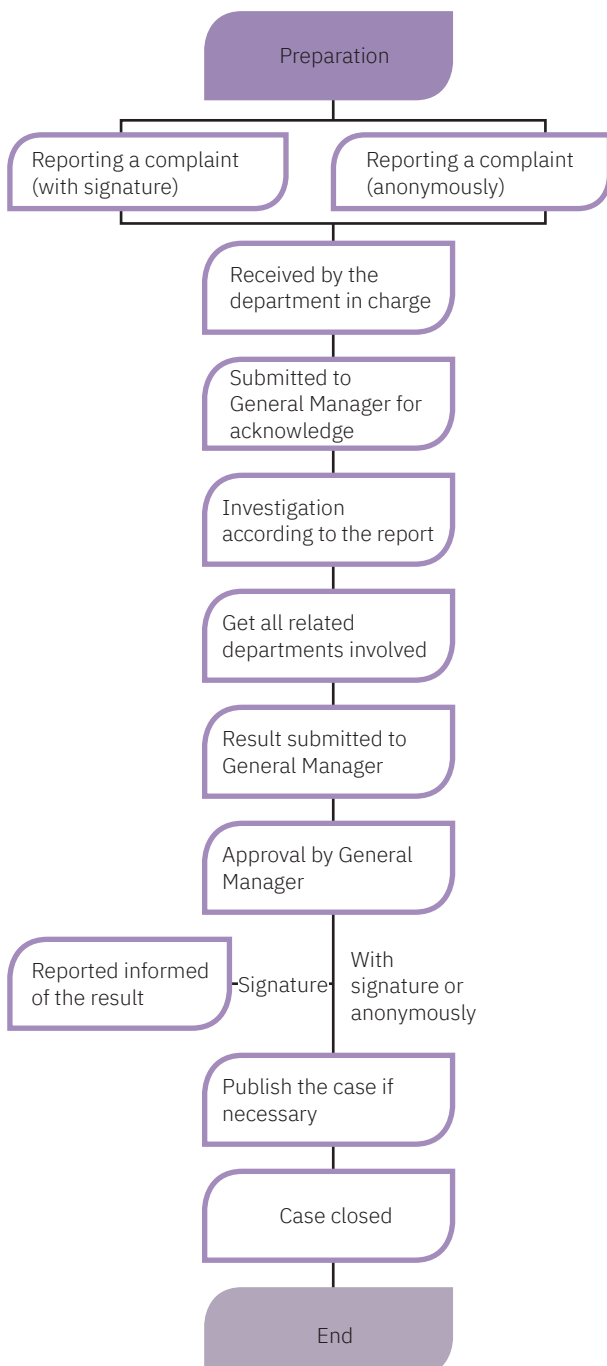 Preparation
Reporting a complaint
(with signature)
Reporting a complaint
(anonymously)
Received by the
department in charge
Submitted to
General Manager for
acknowledge
Investigation
according to the report
Get all related
departments involved
Result submitted to
General Manager
Approval by General
Manager
Reported informed
of the result
Signature
With
signature or
anonymously
Publish the case if
necessary
Case closed
End